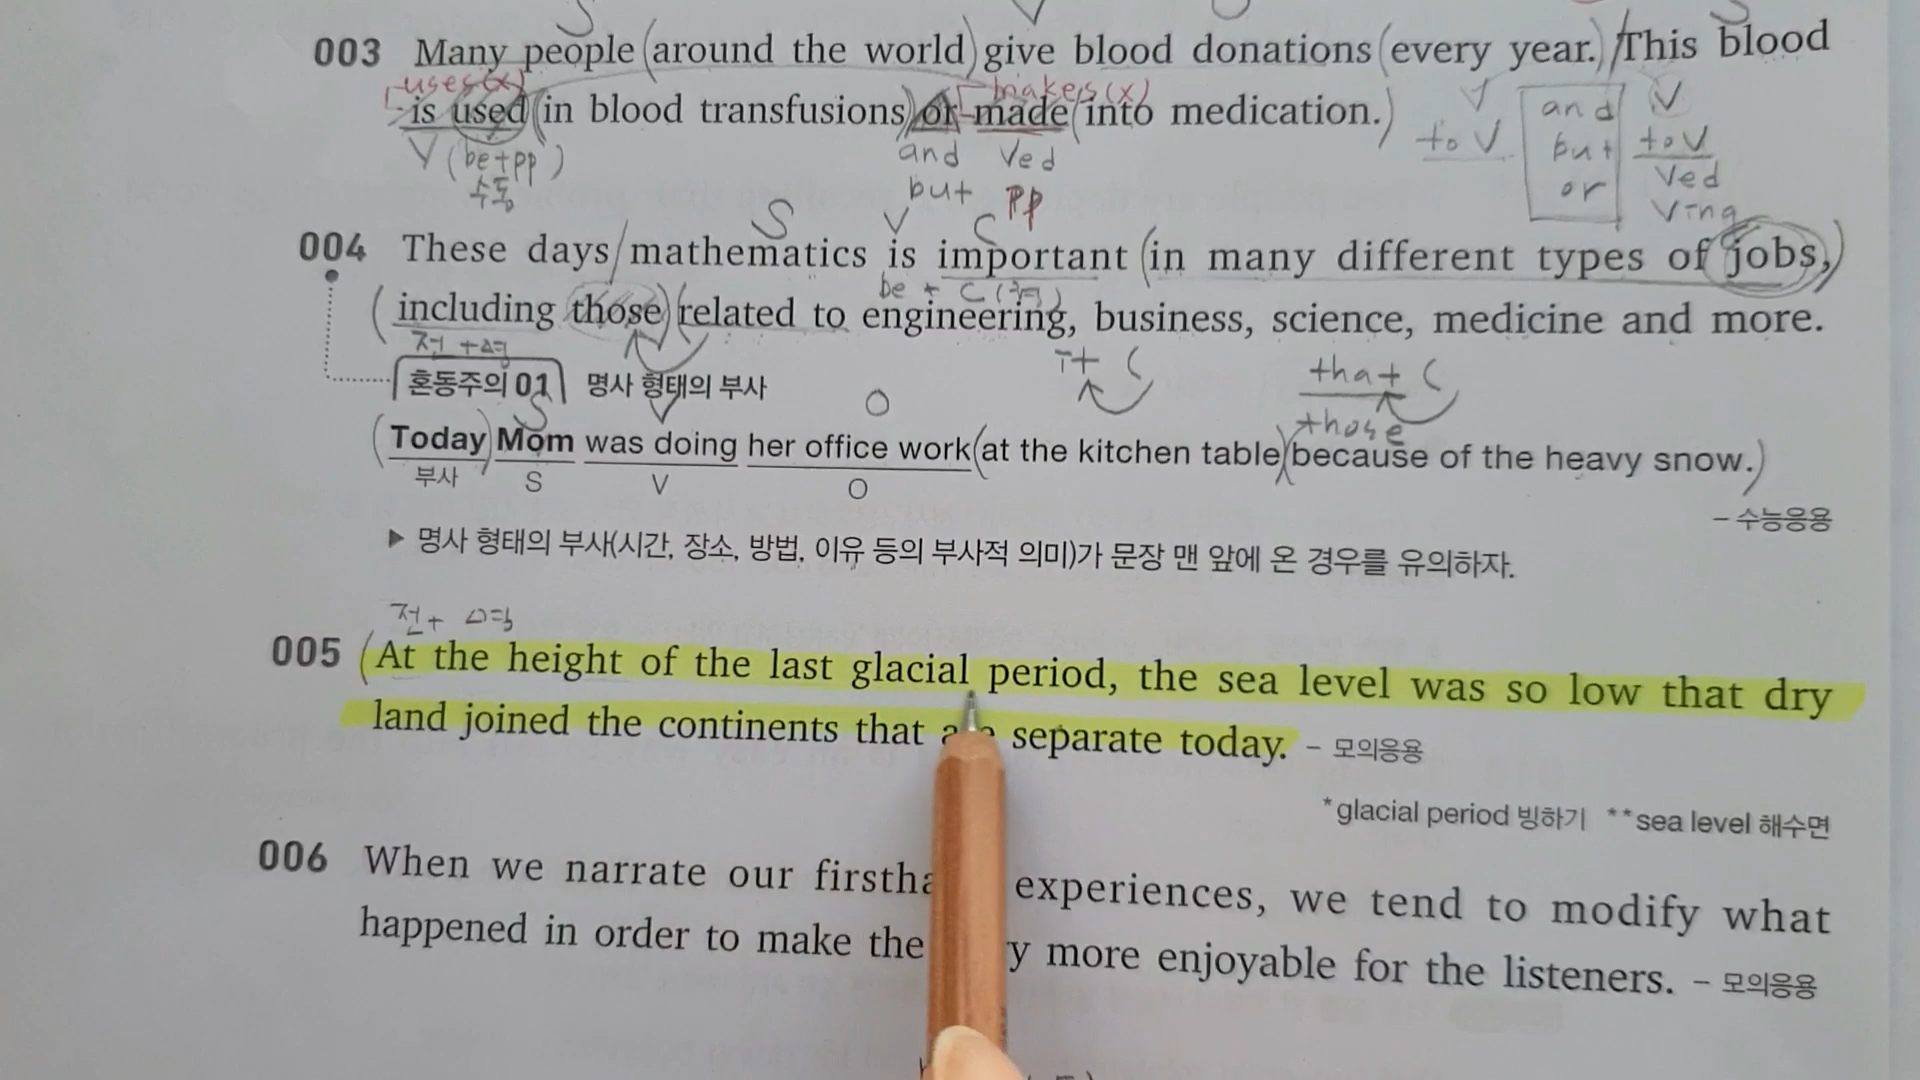 S V S
003 Many people (around the world) give blood donations (every year.) / This blood
uses(x) makes(x)
is used (in blood transfusions) or made (into medication.)
V (be+pp) and Ved
수동 but pp
to V and but or V to V Ved Ving
S V C
004 These days / mathematics is important (in many different types of jobs,)
be + C(형)
(including those) (related to engineering, business, science, medicine and more.
전+명 it ( that (
혼동주의 01 명사 형태의 부사
S V O those
(Today) Mom was doing her office work (at the kitchen table) (because of the heavy snow.)
부사 S V O
– 수능응용
▶ 명사 형태의 부사(시간, 장소, 방법, 이유 등의 부사적 의미)가 문장 맨 앞에 온 경우를 유의하자.
전+ 명
005 (At the height of the last glacial period, the sea level was so low that dry
land joined the continents that separate today. – 모의응용
*glacial period 빙하기 **sea level 해수면
006 When we narrate our experiences, we tend to modify what
happened in order to make the more enjoyable for the listeners. – 모의응용